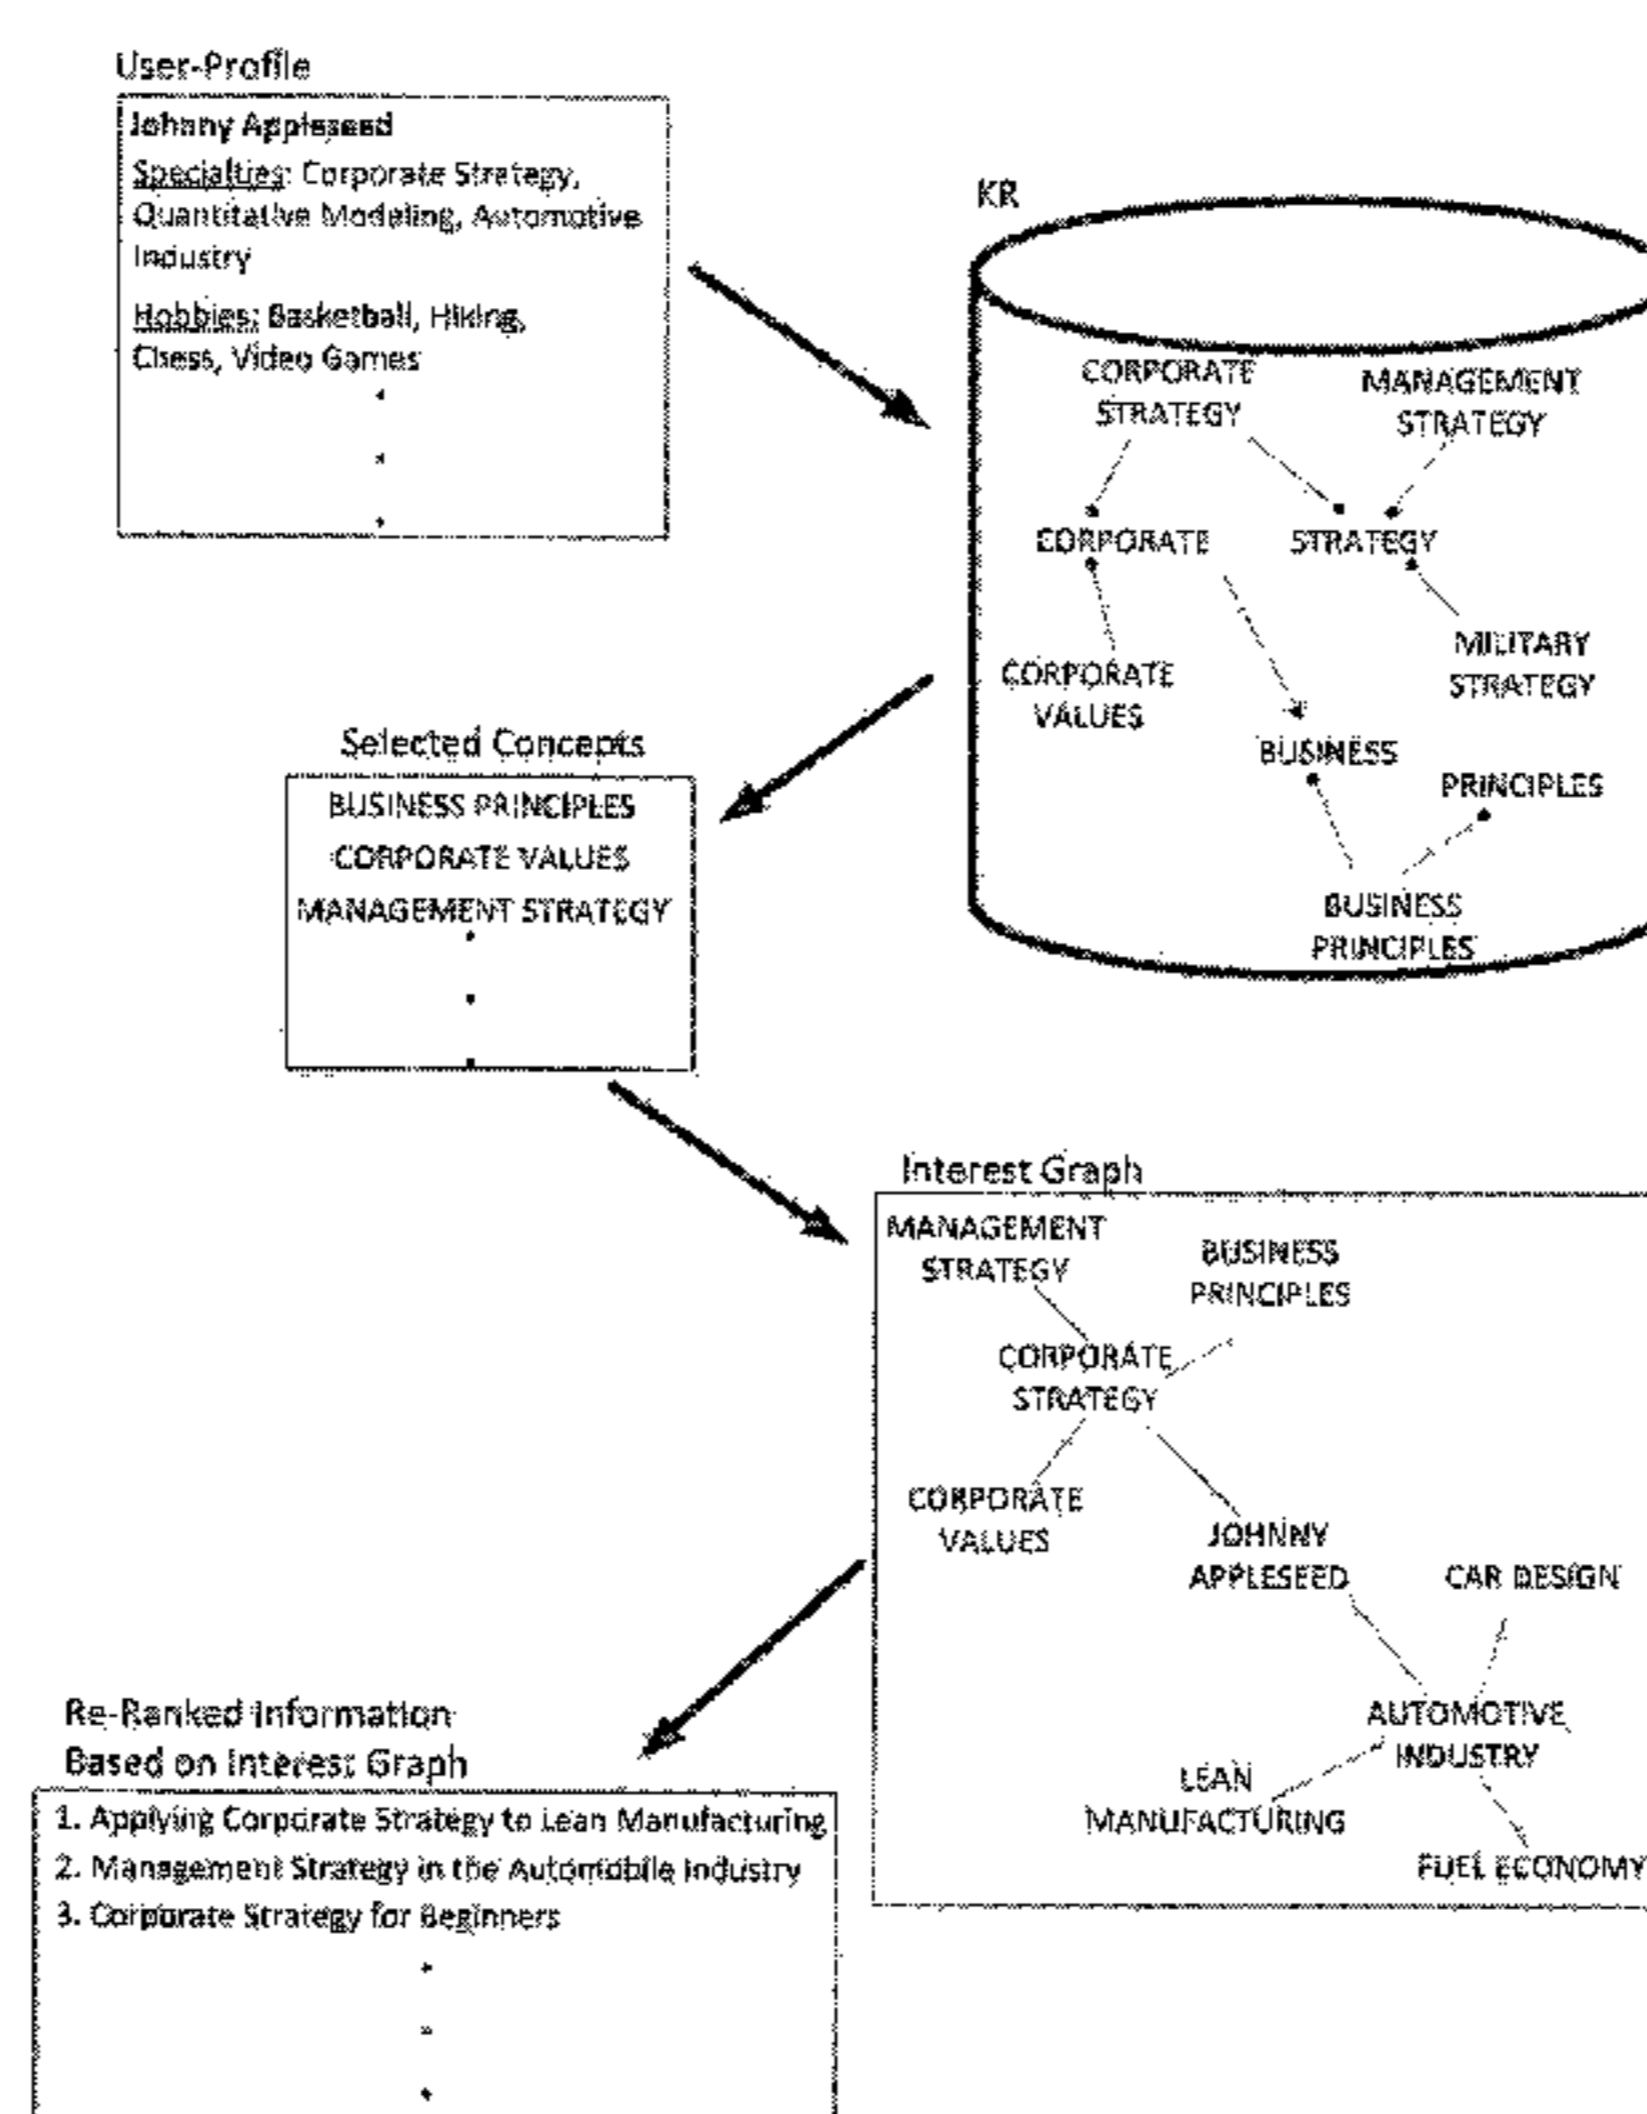 User-Profile
Johnny Appleseed
Specialties: Corporate Strategy,
Quantitative Modeling, Automotive
Industry
Hobbies: Basketball, Hiking,
Chess, Video Games
KR
CORPORATE
STRATEGY
MANAGEMENT
STRATEGY
CORPORATE
STRATEGY
MILITARY
STRATEGY
CORPORATE
VALUES
BUSINESS
PRINCIPLES
BUSINESS
PRINCIPLES
Selected Concepts
BUSINESS PRINCIPLES
CORPORATE VALUES
MANAGEMENT STRATEGY
Interest Graph
MANAGEMENT
STRATEGY
BUSINESS
PRINCIPLES
CORPORATE
STRATEGY
CORPORATE
VALUES
JOHNNY
APPLESEED
CAR DESIGN
AUTOMOTIVE
INDUSTRY
LEAN
MANUFACTURING
FUEL ECONOMY
Re-Ranked Information
Based on Interest Graph
1. Applying Corporate Strategy to Lean Manufacturing
2. Management Strategy in the Automobile Industry
3. Corporate Strategy for Beginners